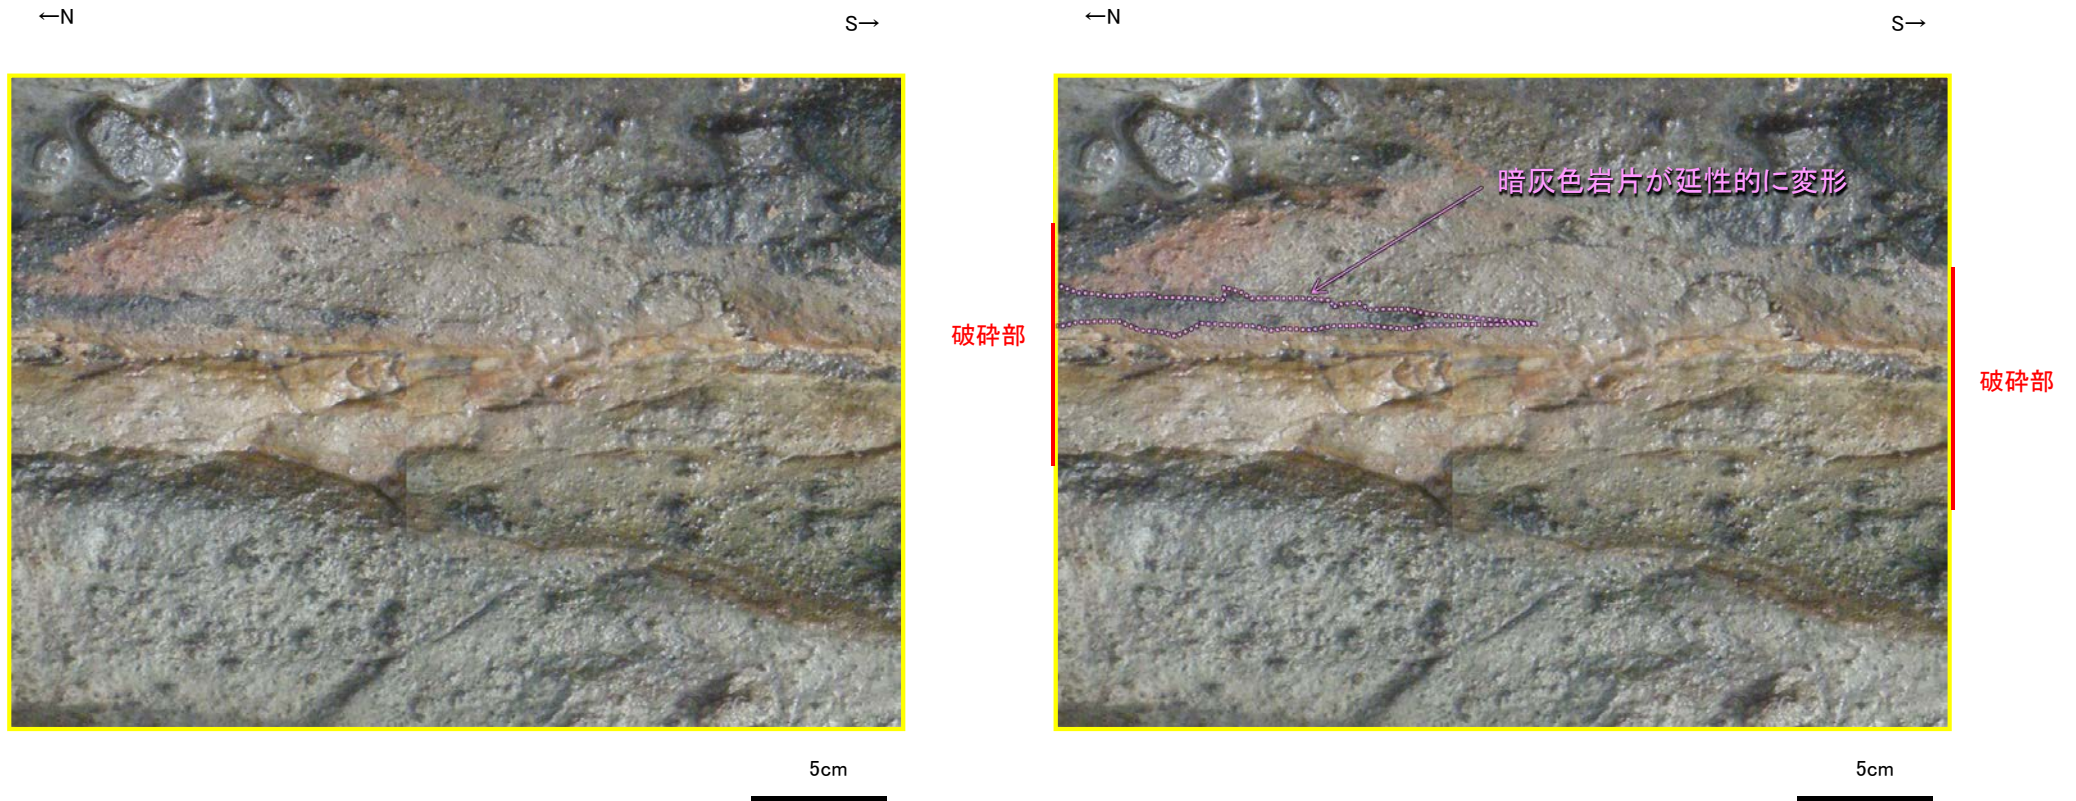 ←N
S→
←N
S→
暗灰色岩片が延性的に変形
破砕部
破砕部
5cm
5cm